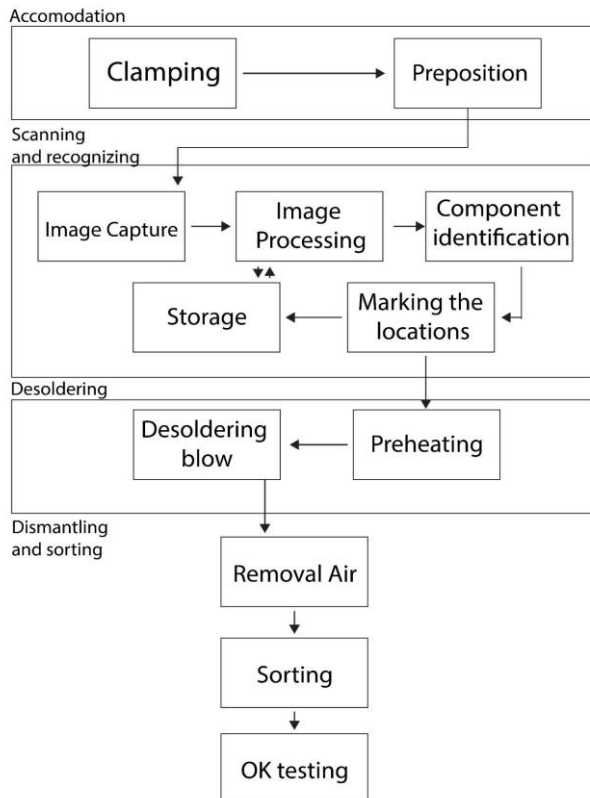 Accomodation
Clamping
Preposition
Scanning
and recognizing
Image Capture
Image
Processing
Component
identification
Storage
Marking the
locations
Desoldering
Desoldering
blow
Preheating
Dismantling
and sorting
Removal Air
Sorting
OK testing